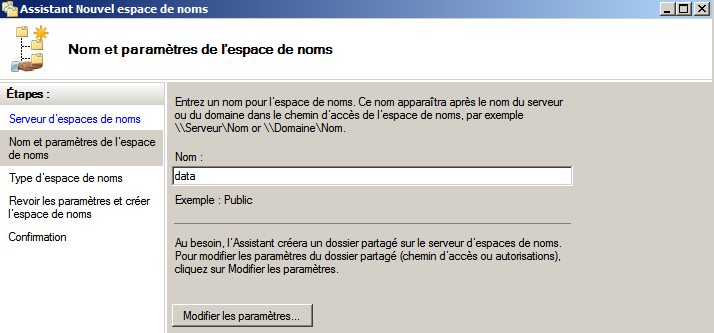 Assistant Nouvel espace de noms
Nom et paramètres de l'espace de noms
Étapes :
Serveur d'espaces de noms
Nom et paramètres de l'espace
de noms
Type d'espace de noms
Revoir les paramètres et créer
l'espace de noms
Confirmation
Entrez un nom pour l'espace de noms. Ce nom apparaîtra après le nom du serveur
ou du domaine dans le chemin d'accès de l'espace de noms, par exemple
\\Serveur\Nom or \\Domaine\Nom.
Nom :
data
Exemple : Public
Au besoin, l'Assistant créera un dossier partagé sur le serveur d'espaces de noms.
Pour modifier les paramètres du dossier partagé (chemin d'accès ou autorisations),
cliquez sur Modifier les paramètres.
Modifier les paramètres...